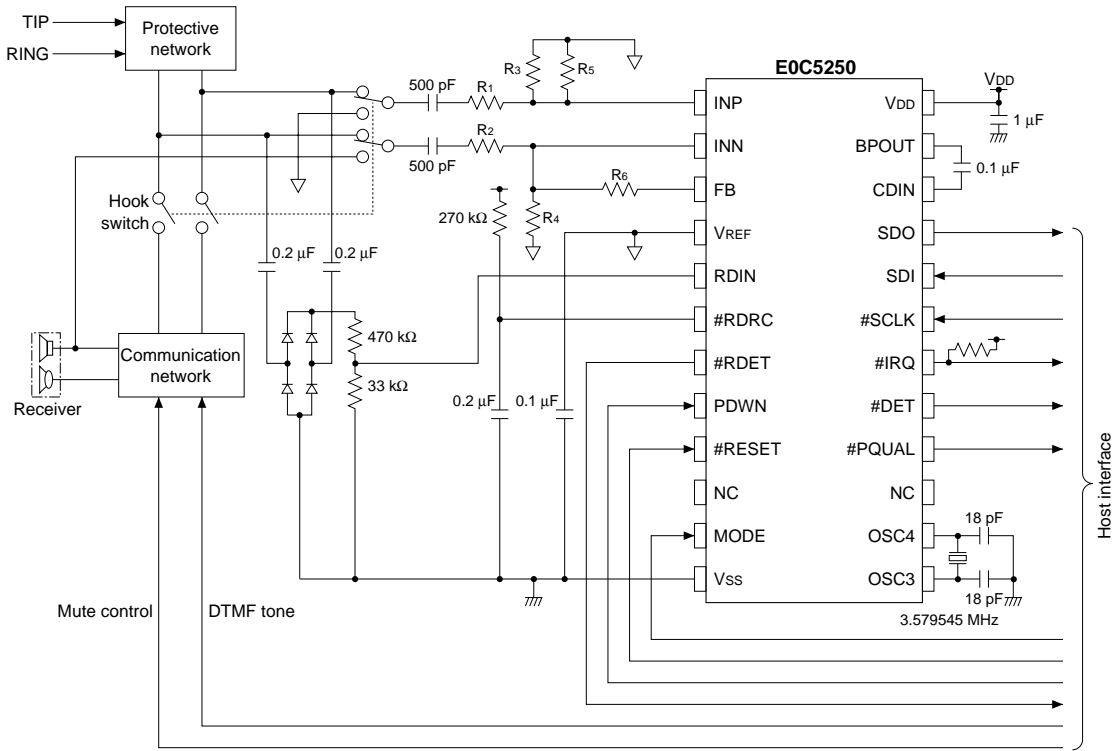 TIP
RING
Protective
network
500 pF
R1
R3
R5
E0C5250
VDD
1 µF
INP
INN
FB
VREF
RDIN
#RDRC
#RDET
PDWN
#RESET
NC
MODE
VSS
VDD
BPOUT
CDIN
SDO
SDI
#SCLK
#IRQ
#DET
#PQUAL
NC
OSC4
OSC3
0.1 µF
R2
500 pF
R6
R4
270 kΩ
Hook
switch
0.2 µF
0.2 µF
470 kΩ
33 kΩ
0.2 µF
0.1 µF
Communication
network
Receiver
18 pF
18 pF
3.579545 MHz
Mute control
DTMF tone
Host interface